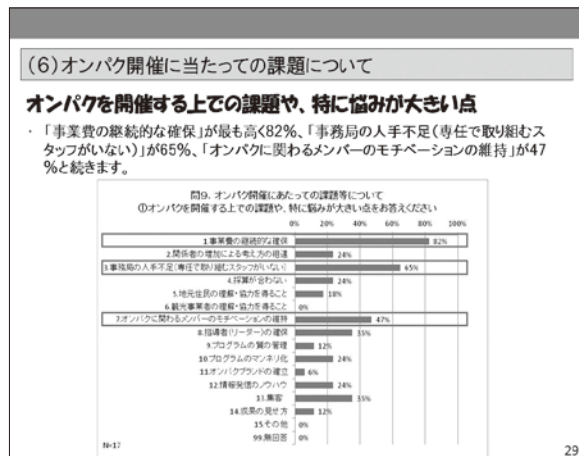 (6)オンパク開催に当たっての課題について
オンパクを開催する上での課題や、特に悩みが大きい点
・ 「事業費の継続的な確保」が最も高く82%、「事務局の人手不足(専任で取り組むス
タッフがいない)」が65%、「オンパクに関わるメンバーのモチベーションの維持」が47
%と続きます。
問9. オンパク開催にあたっての課題等について
①オンパクを開催する上での課題や、特に悩みが大きい点をお答えください
0% 20% 40% 60% 80% 100%
1.事業費の継続的な確保 82%
2.関係者の増加による考え方の相違 24%
3.事務局の人手不足(専任で取り組むスタッフがいない) 65%
4.採算が合わない 24%
5.地元住民の理解・協力を得ること 18%
6.観光事業者の理解・協力を得ること 0%
7.オンパクに関わるメンバーのモチベーションの維持 47%
8.指導者(リーダー)の確保 35%
9.プログラムの質の管理 12%
10.プログラムのマンネリ化 24%
11.オンパクブランドの確立 6%
12.情報発信のノウハウ 24%
13.集客 35%
14.成果の見せ方 12%
15.その他 0%
99.無回答 0%
N=17
29